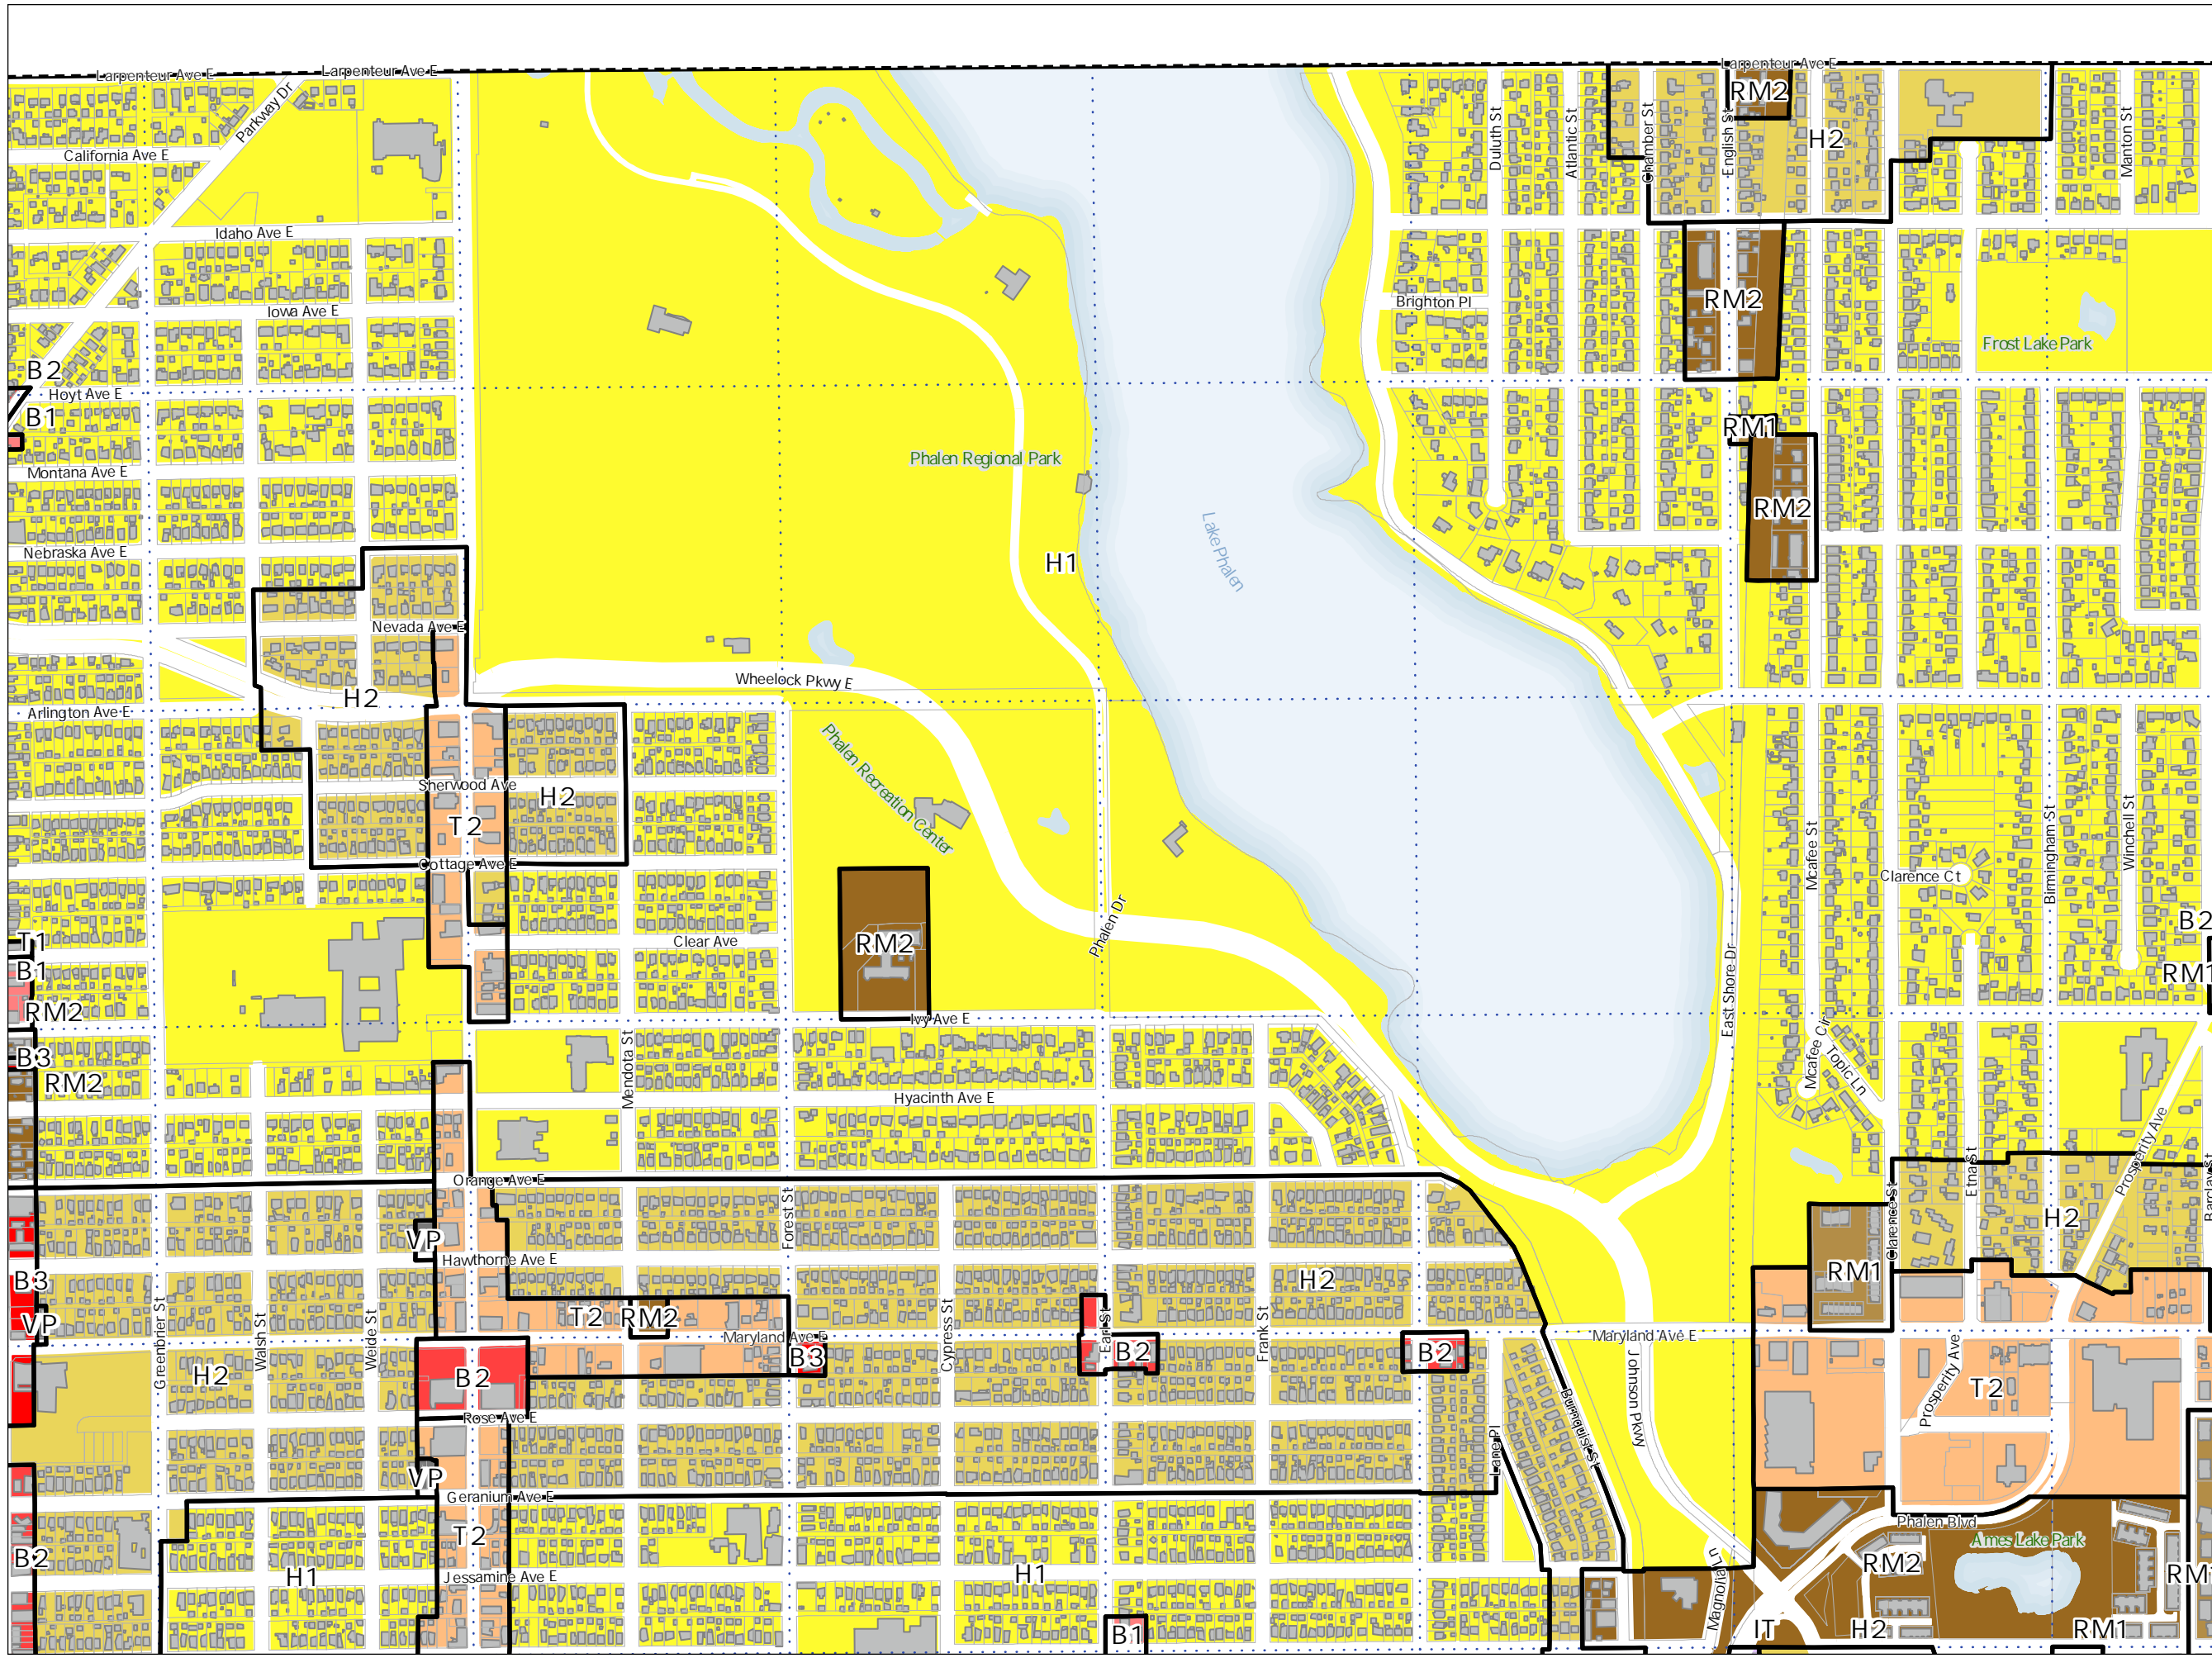 Larpenteur Ave E
Larpenteur Ave E
Larpenteur Ave E
Parkway Dr
RM2
Duluth St
Atlantic St
Chamber St
English St
H2
Manton St
California Ave E
Idaho Ave E
Iowa Ave E
Brighton Pl
RM2
Frost Lake Park
B2
Hoyt Ave E
B1
RM1
Montana Ave E
Phalen Regional Park
RM2
Nebraska Ave E
H1
Lake Phalen
Nevada Ave E
Wheelock Pkwy E
H2
Arlington Ave E
Phalen Recreation Center
Sherwood Ave
H2
T2
Cottage Ave E
Mcafee St
Clarence Ct
Birmingham St
Winchell St
B2
T1
Clear Ave
RM2
Phalen Dr
East Shore Dr
B1
RM1
RM2
Ivy Ave E
B3
Mendota St
RM2
Mcafee Cir
Topic Ln
Hyacinth Ave E
Prosperity Ave
Orange Ave E
Etna St
Barclay St
Clarence St
Forest St
H2
VP
Hawthorne Ave E
B3
H2
RM1
VP
Greenbrier St
Walsh St
Weide St
T2
RM2
Maryland Ave E
Cypress St
Earl St
Frank St
Maryland Ave E
B3
B2
B2
H2
B2
Johnson Pkwy
Prosperity Ave
T2
Rose Ave E
Burnquist St
Lane Pl
VP
Geranium Ave E
T2
Phalen Blvd
Ames Lake Park
B2
H1
Jessamine Ave E
H1
Magnolia Ln
RM2
RM1
B1
IT
H2
RM1